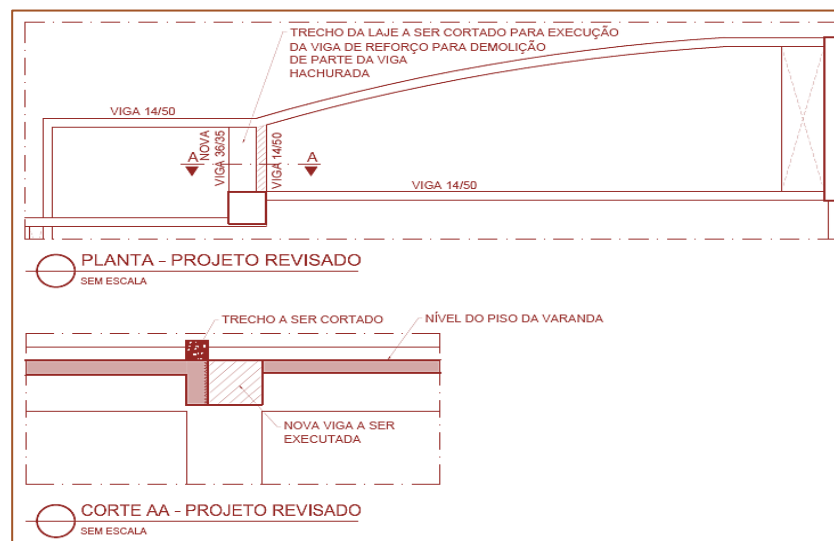 TRECHO DA LAJE A SER CORTADO PARA EXECUÇÃO
DA VIGA DE REFORÇO PARA DEMOLIÇÃO
DE PARTE DA VIGA
HACHURADA
VIGA 14/50
A
NOVA
VIGA 36/35
VIGA 14/50
A
VIGA 14/50
PLANTA - PROJETO REVISADO
SEM ESCALA
TRECHO A SER CORTADO
NÍVEL DO PISO DA VARANDA
NOVA VIGA A SER
EXECUTADA
CORTE AA - PROJETO REVISADO
SEM ESCALA